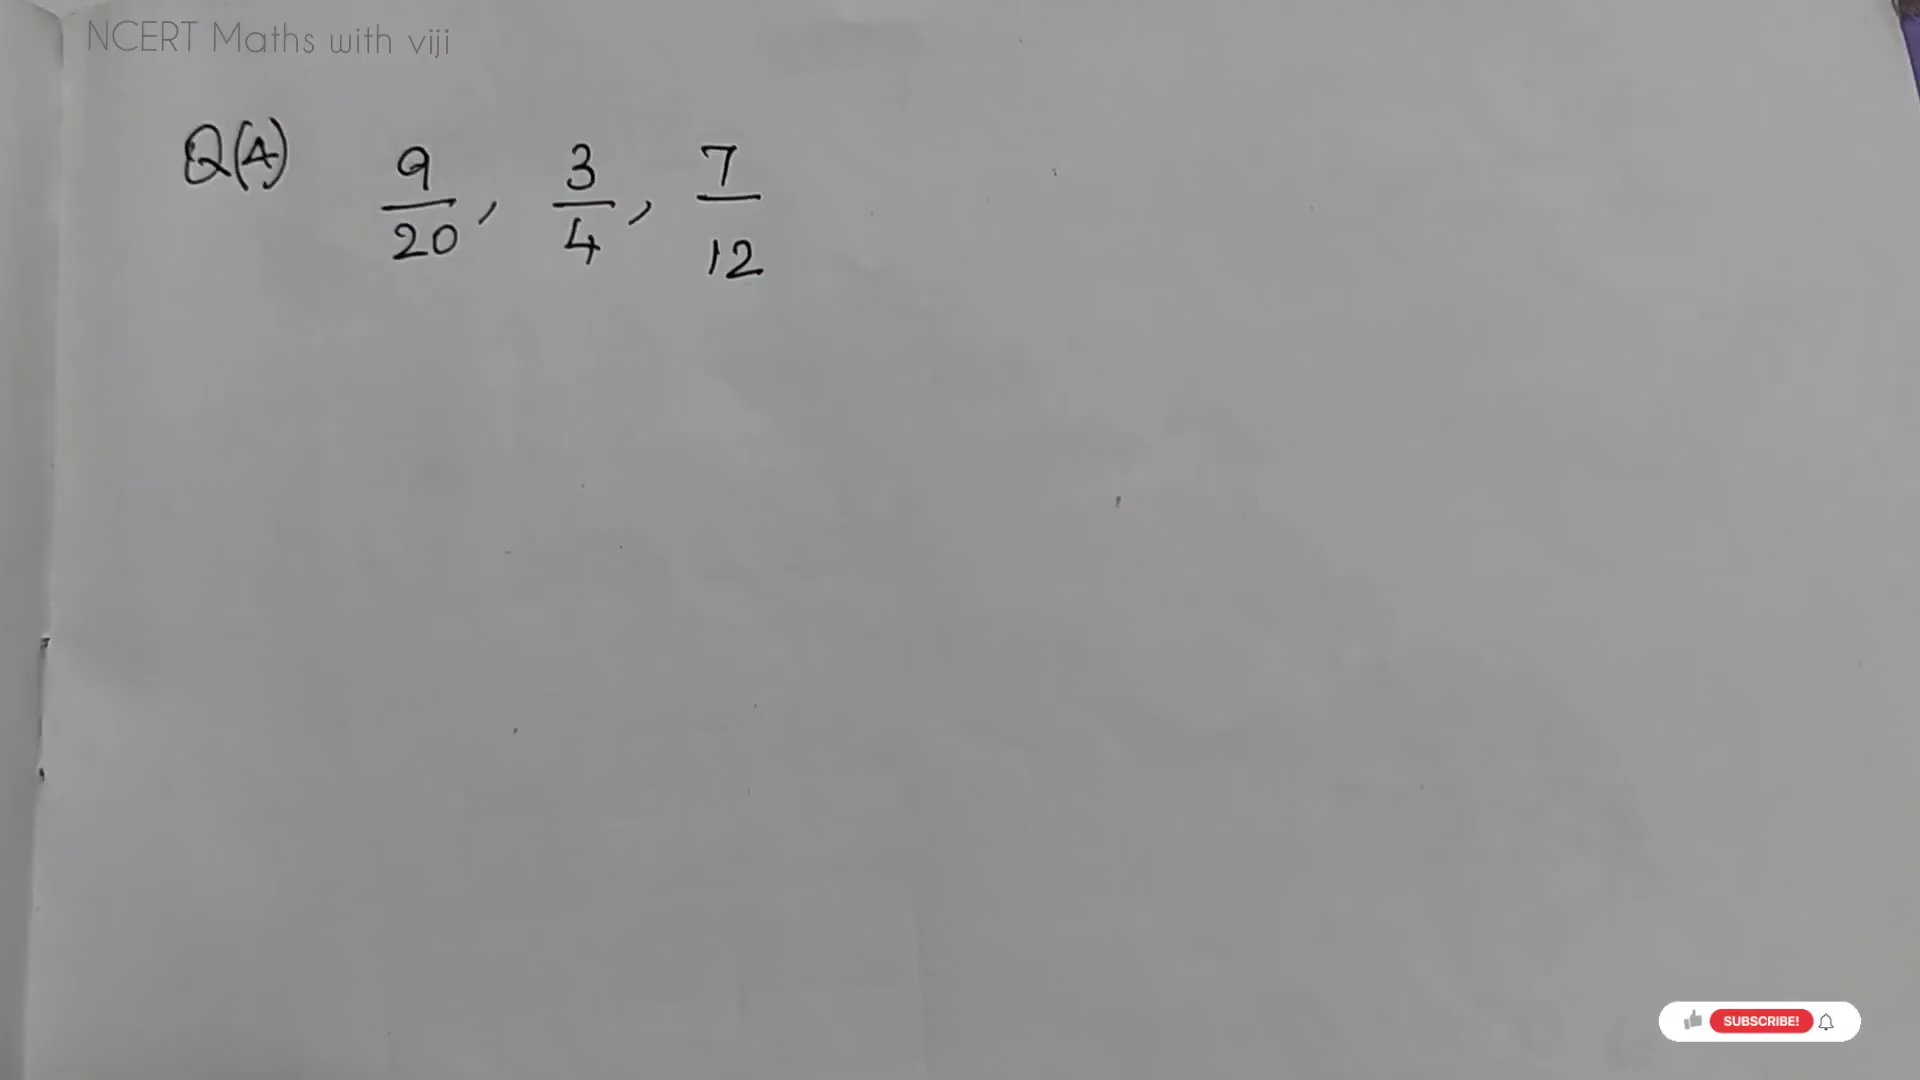 NCERT Maths with viji
Q(4) 9/20, 3/4, 7/12
SUBSCRIBE!